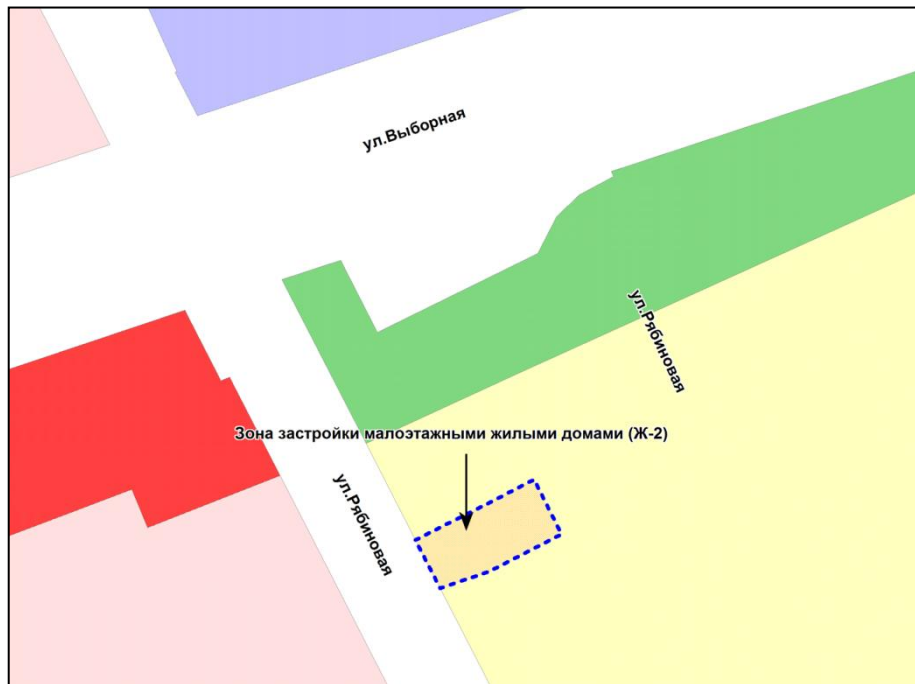 ул.Выборная
ул.Рябиновая
Зона застройки малоэтажными жилыми домами (Ж-2)
ул.Рябиновая